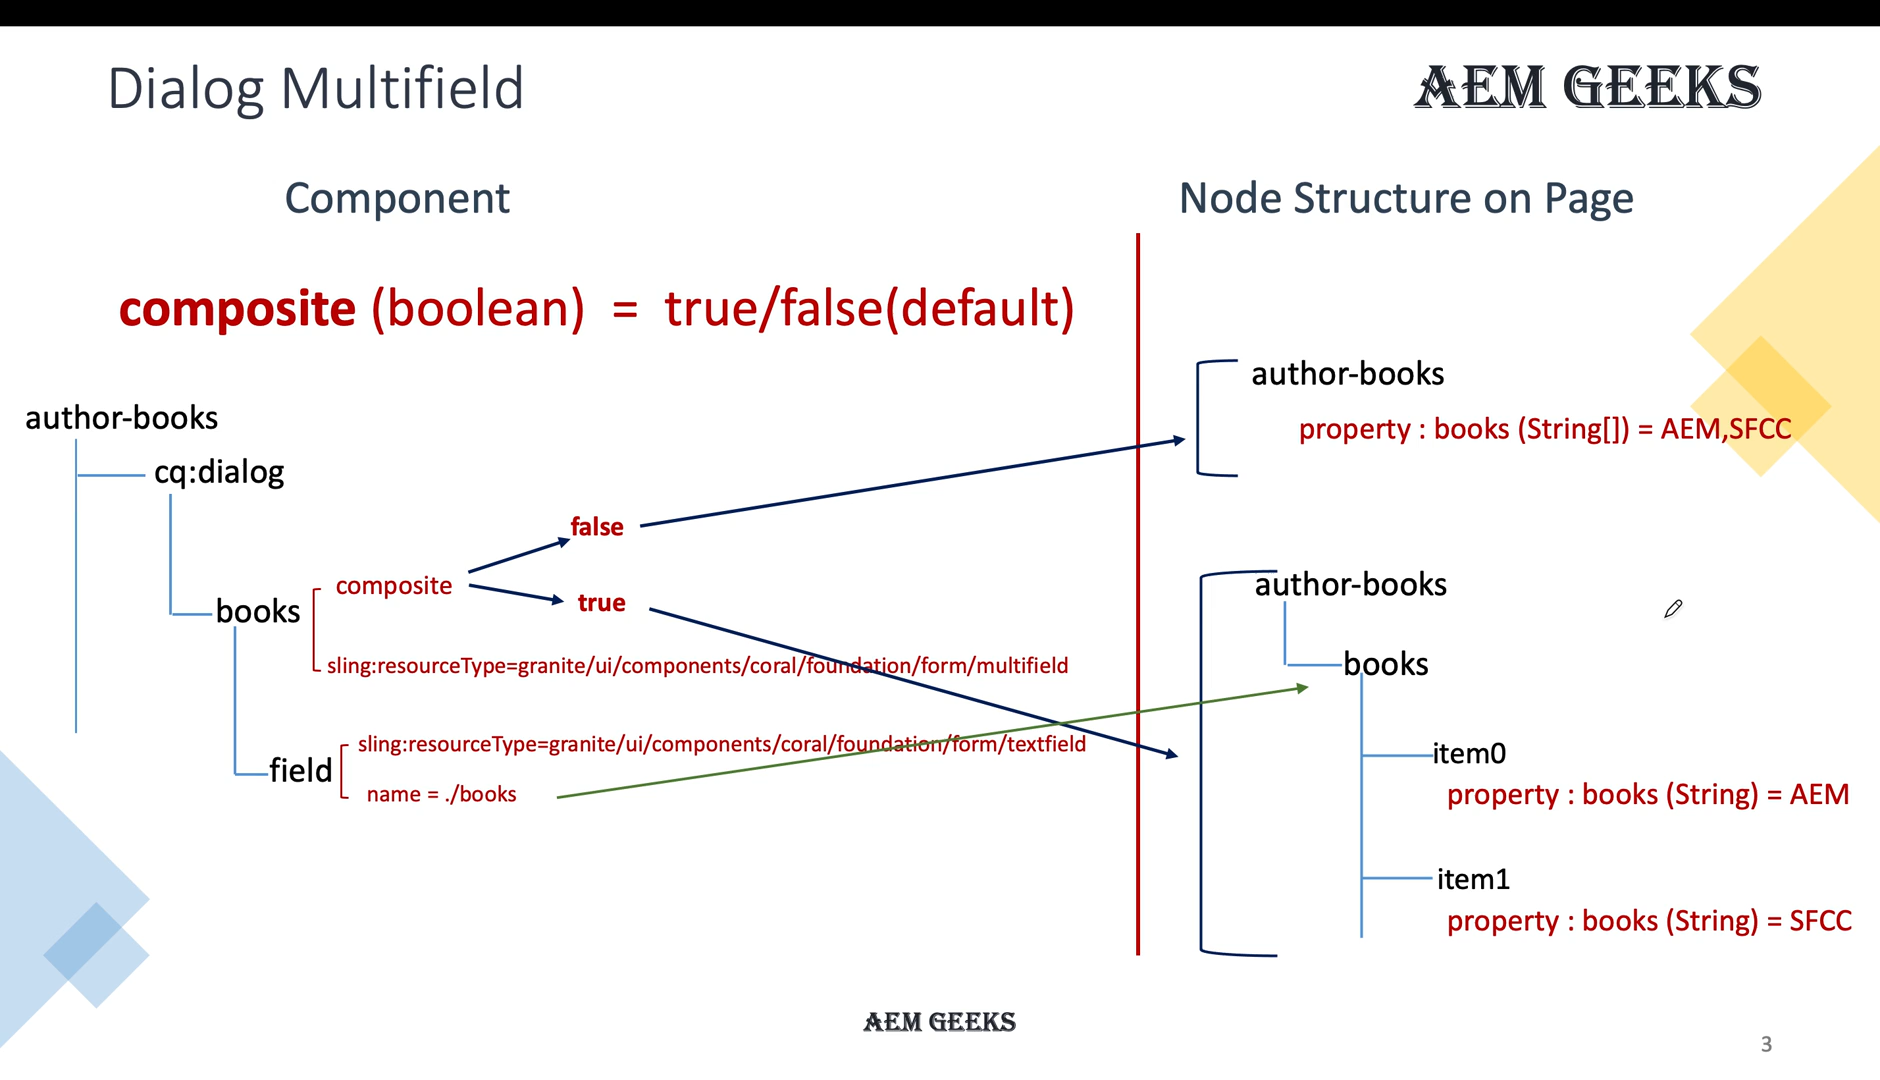 Dialog Multifield
AEM GEEKS
Component
Node Structure on Page
composite (boolean) = true/false(default)
author-books
cq:dialog
books
composite
false
true
sling:resourceType=granite/ui/components/coral/foundation/form/multifield
field
sling:resourceType=granite/ui/components/coral/foundation/form/textfield
name = ./books
author-books
property : books (String[]) = AEM,SFCC
author-books
books
item0
property : books (String) = AEM
item1
property : books (String) = SFCC
AEM GEEKS
3